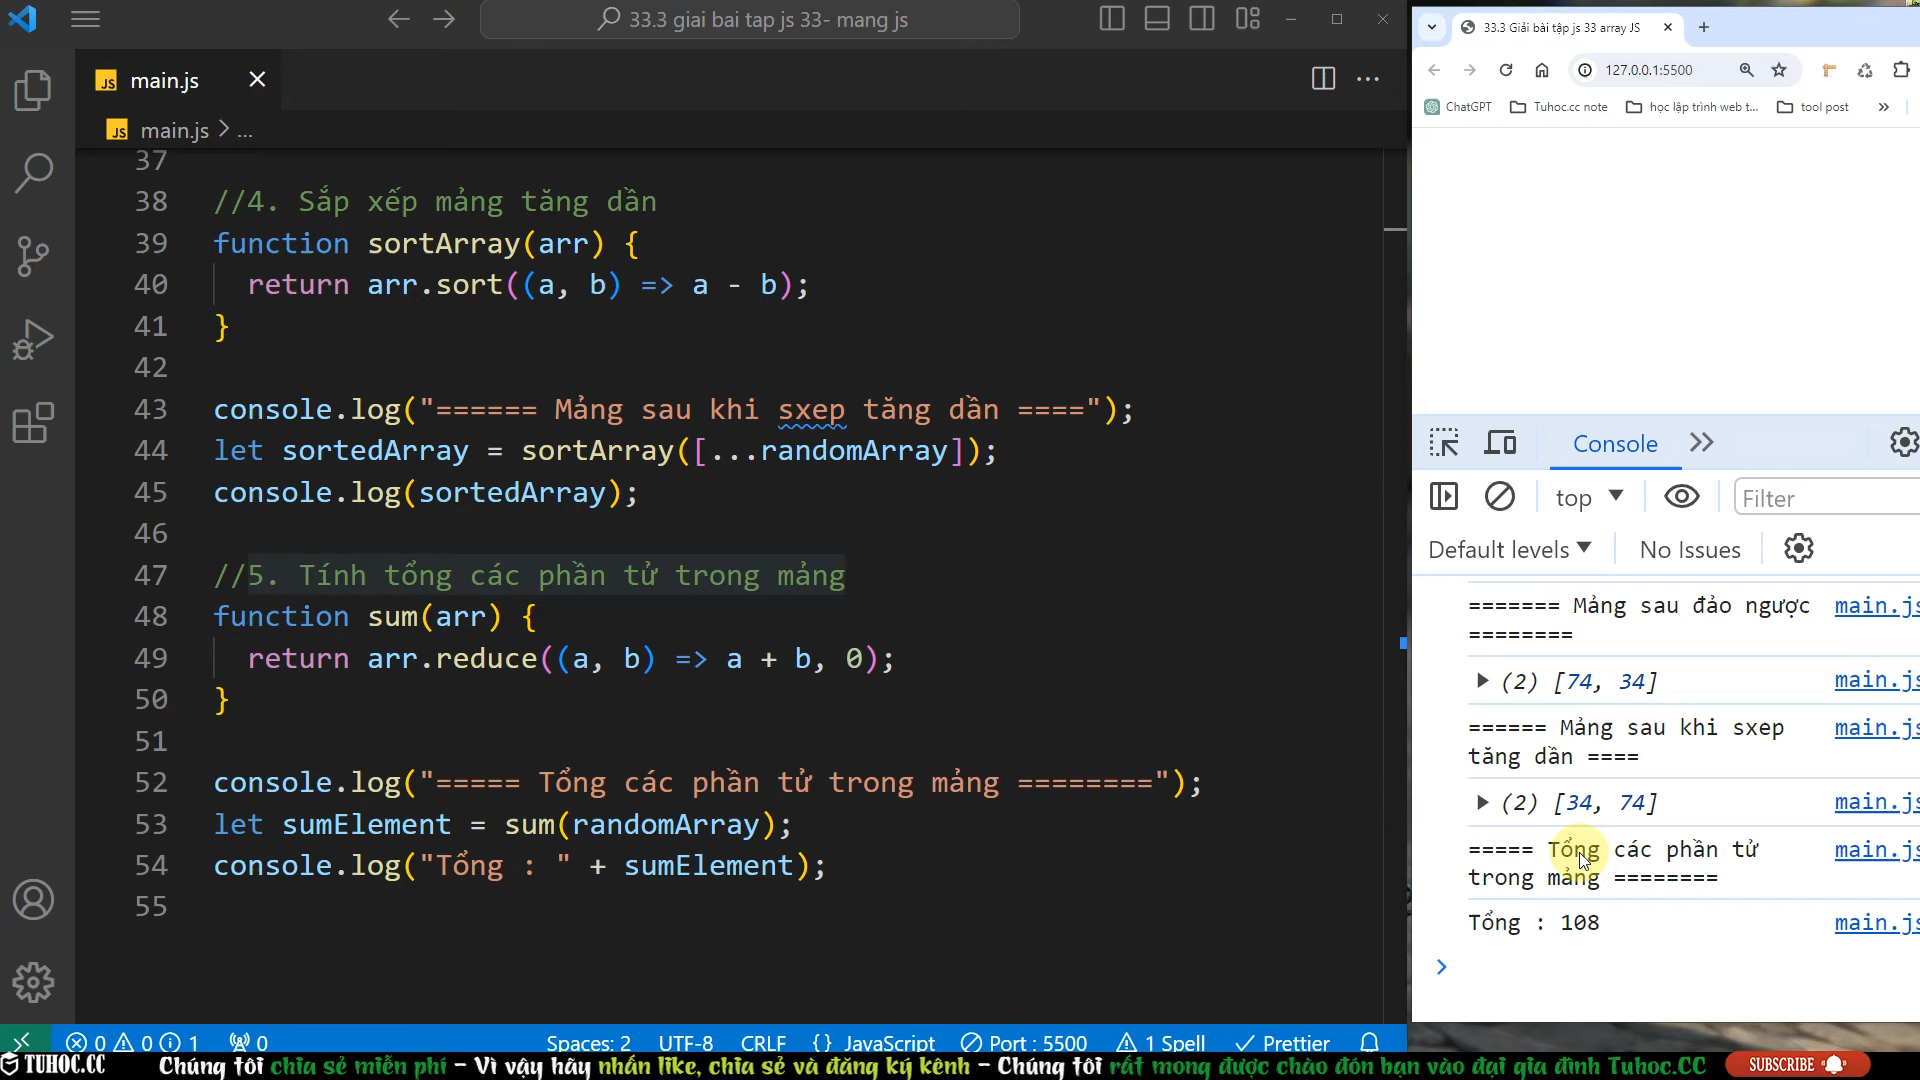 33.3 giai bai tap js 33- mang js
JS main.js
JS main.js > ...
37
38 //4. Sắp xếp mảng tăng dần
39 function sortArray(arr) {
40 return arr.sort((a, b) => a - b);
41 }
42
43 console.log("====== Mảng sau khi sxep tăng dần ====");
44 let sortedArray = sortArray([...randomArray]);
45 console.log(sortedArray);
46
47 //5. Tính tổng các phần tử trong mảng
48 function sum(arr) {
49 return arr.reduce((a, b) => a + b, 0);
50 }
51
52 console.log("===== Tổng các phần tử trong mảng ========");
53 let sumElement = sum(randomArray);
54 console.log("Tổng : " + sumElement);
55
0 0 1 0 Spaces: 2 UTF-8 CRLF {} JavaScript Port : 5500 1 Spell Prettier
33.3 Giải bài tập js 33 array JS
127.0.0.1:5500
ChatGPT Tuhoc.cc note học lập trình web t... tool post »
Console
top Filter
Default levels No Issues
======= Mảng sau đảo ngược main.js
========
(2) [74, 34] main.js
====== Mảng sau khi sxep main.js
tăng dần ====
(2) [34, 74] main.js
===== Tổng các phần tử main.js
trong mảng ========
Tổng : 108 main.js
TUHOC.CC Chúng tôi chia sẻ miễn phí - Vì vậy hãy nhấn like, chia sẻ và đăng ký kênh - Chúng tôi rất mong được chào đón bạn vào đại gia đình Tuhoc.CC SUBSCRIBE